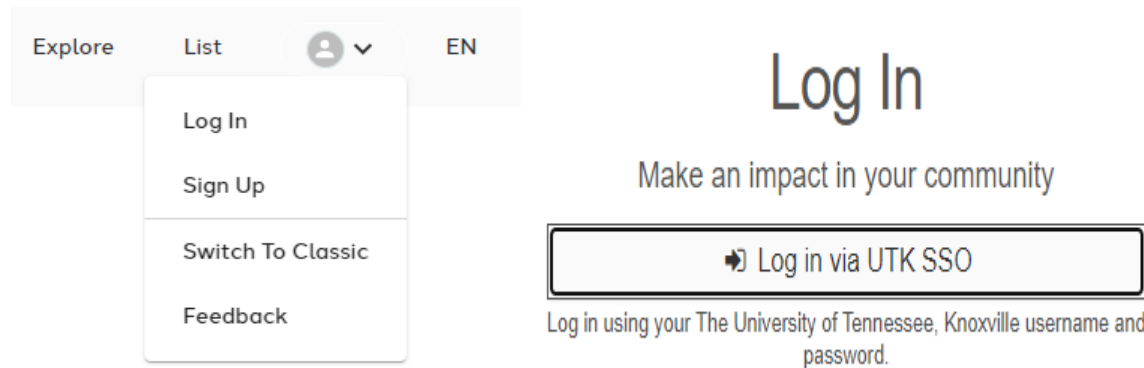 Explore List EN
Log In
Sign Up
Switch To Classic
Feedback
Log In
Make an impact in your community
Log in via UTK SSO
Log in using your The University of Tennessee, Knoxville username and
password.